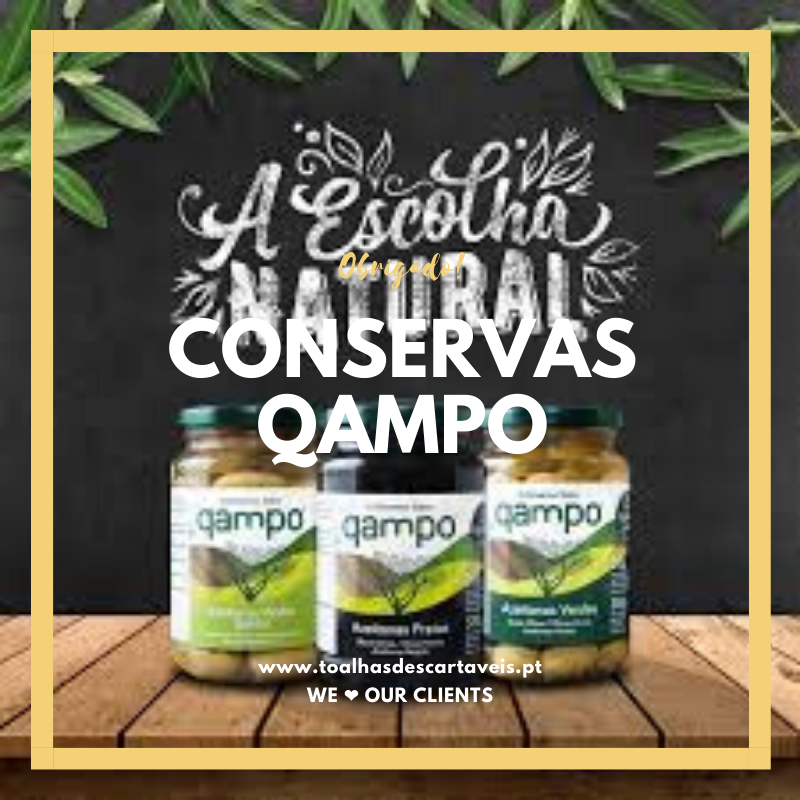 A Escolha
Obrigado!
NATURAL
CONSERVAS
QAMPO
qampo
qampo
qampo
Azeitonas Pretas
Azeitonas Verdes
www.toalhasdescartaveis.pt
WE ❤ OUR CLIENTS